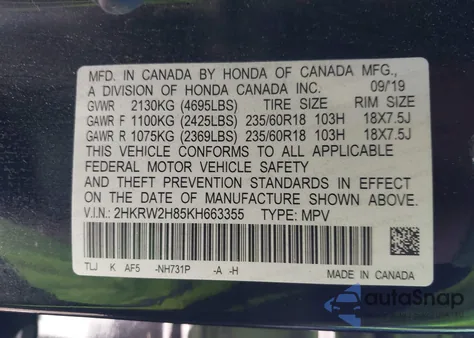 MFD. IN CANADA BY HONDA OF CANADA MFG.,
A DIVISION OF HONDA CANADA INC. 09/19
GVWR 2130KG (4695LBS) TIRE SIZE RIM SIZE
GAWR F 1100KG (2425LBS) 235/60R18 103H 18X7.5J
GAWR R 1075KG (2369LBS) 235/60R18 103H 18X7.5J
THIS VEHICLE CONFORMS TO ALL APPLICABLE
FEDERAL MOTOR VEHICLE SAFETY
AND THEFT PREVENTION STANDARDS IN EFFECT
ON THE DATE OF MANUFACTURE SHOWN ABOVE.
V.I.N.: 2HKRW2H85KH663355 TYPE: MPV
TLJ K AF5 -NH731P -A -H
MADE IN CANADA
autoSnap